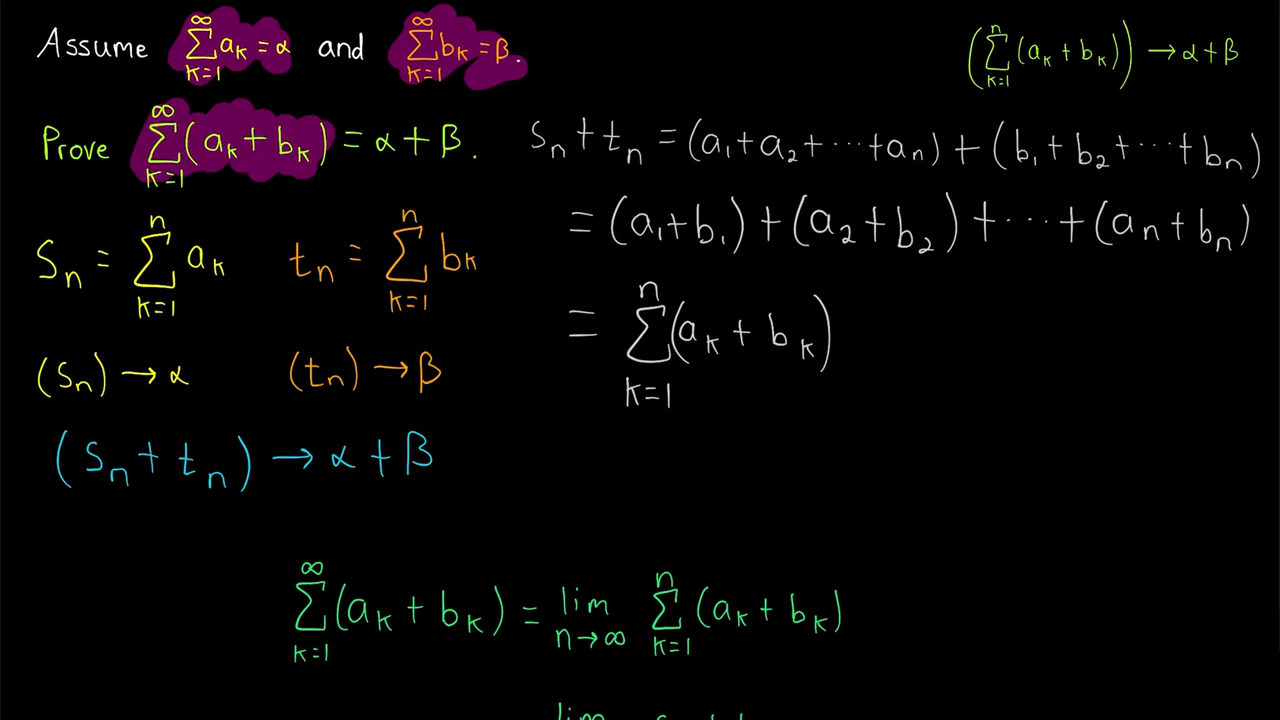 Assume ∑_{k=1}^{∞} a_k = α and ∑_{k=1}^{∞} b_k = β.
(∑_{k=1}^{n} (a_k + b_k)) → α + β
Prove ∑_{k=1}^{∞} (a_k + b_k) = α + β.
S_n = ∑_{k=1}^{n} a_k t_n = ∑_{k=1}^{n} b_k
(S_n) → α (t_n) → β
(S_n + t_n) → α + β
S_n + t_n = (a_1 + a_2 + ⋯ + a_n) + (b_1 + b_2 + ⋯ + b_n)
= (a_1 + b_1) + (a_2 + b_2) + ⋯ + (a_n + b_n)
= ∑_{k=1}^{n} (a_k + b_k)
∑_{k=1}^{∞} (a_k + b_k) = lim_{n→∞} ∑_{k=1}^{n} (a_k + b_k)
lim